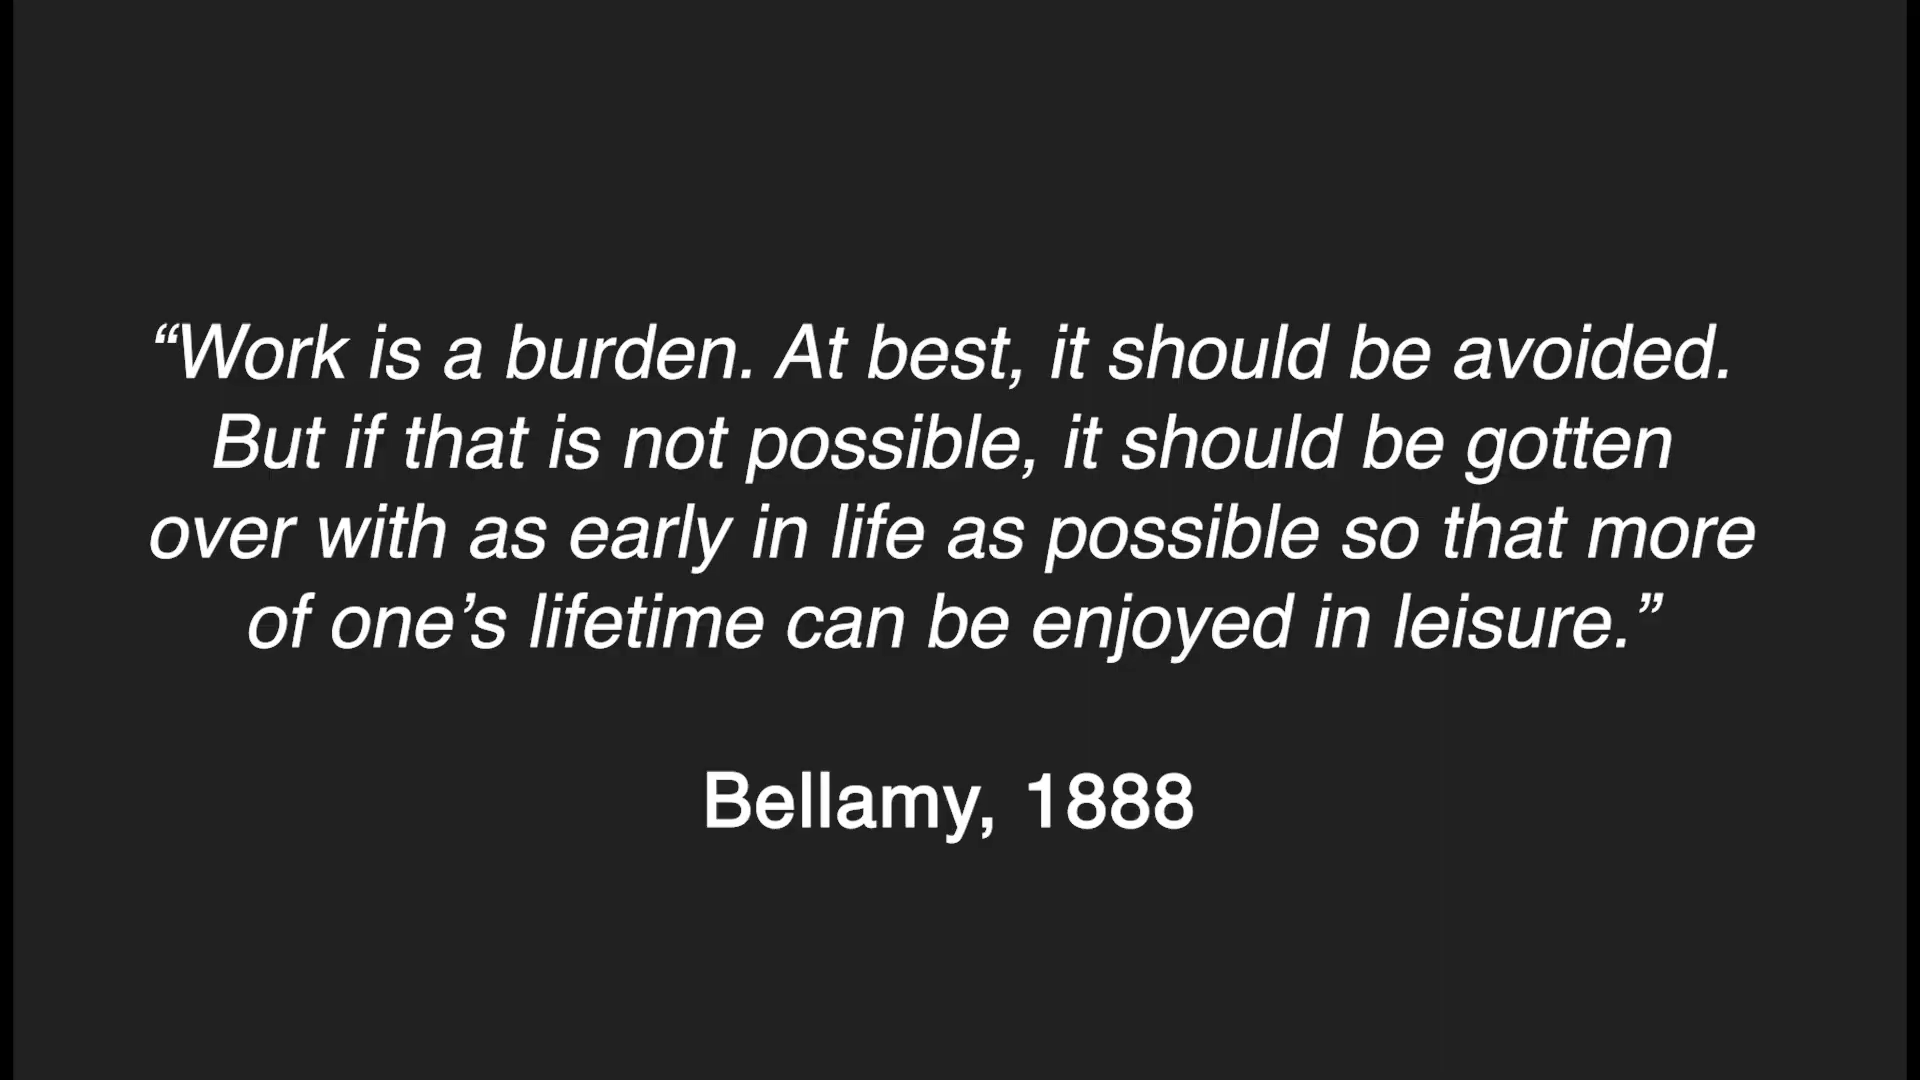 “Work is a burden. At best, it should be avoided.
But if that is not possible, it should be gotten
over with as early in life as possible so that more
of one’s lifetime can be enjoyed in leisure.”
Bellamy, 1888